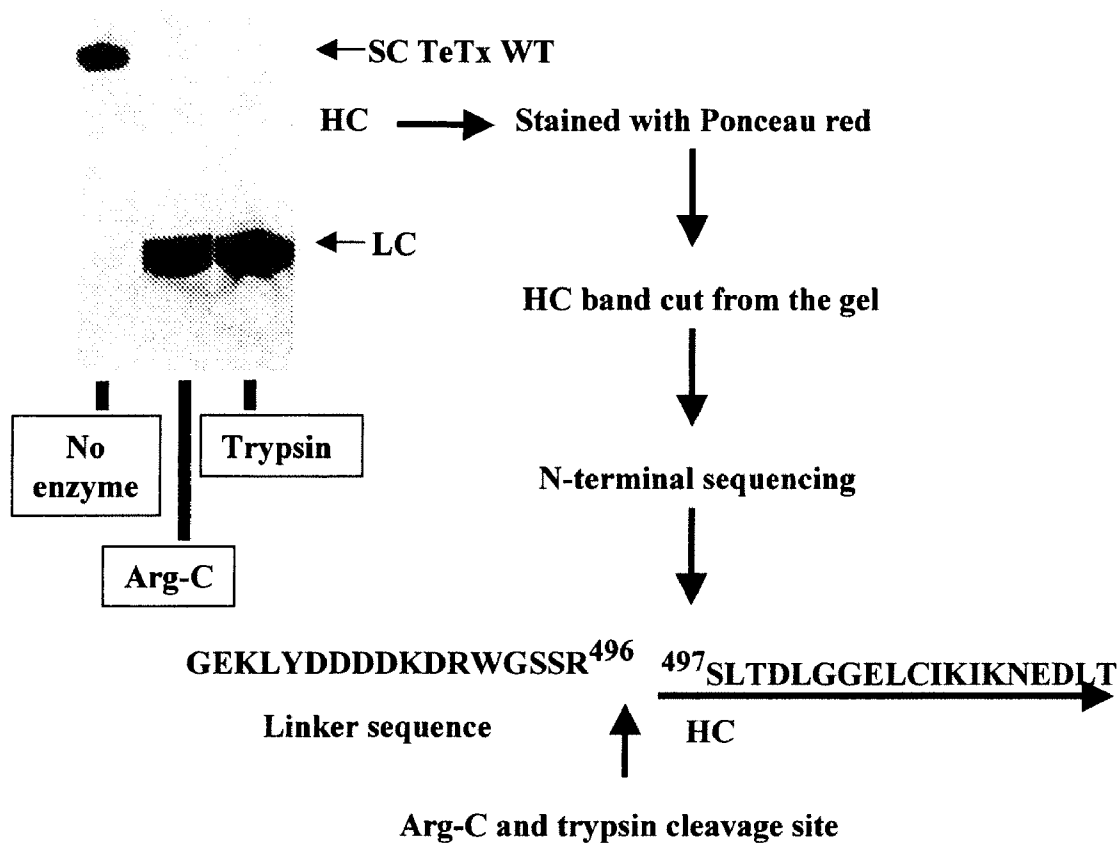 SC TeTx WT
HC
Stained with Ponceau red
LC
HC band cut from the gel
No
enzyme
Trypsin
Arg-C
N-terminal sequencing
GEKLYDDDDKDRWGSSR496 497SLTDLGGELCIKIKNEDLT
Linker sequence
HC
Arg-C and trypsin cleavage site